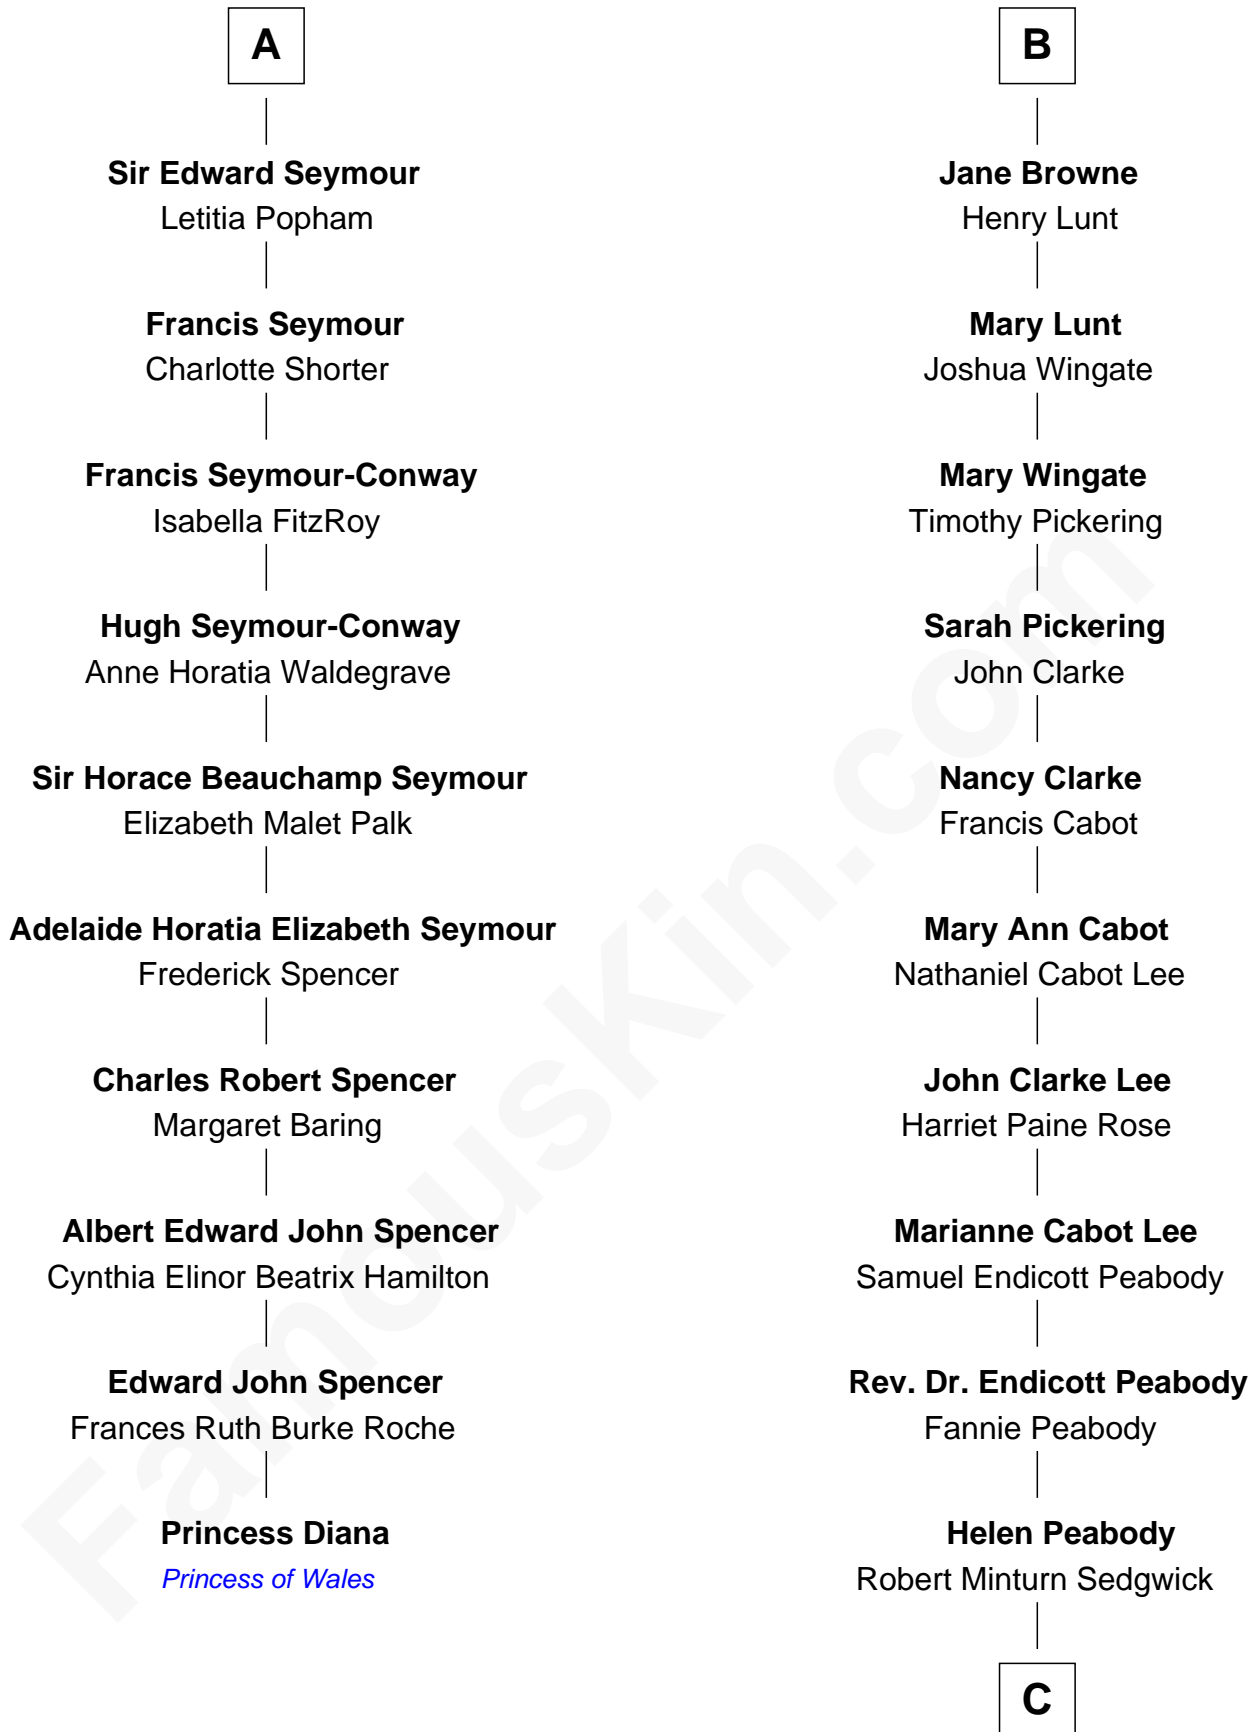 A
Sir Edward Seymour
Letitia Popham
Francis Seymour
Charlotte Shorter
Francis Seymour-Conway
Isabella FitzRoy
Hugh Seymour-Conway
Anne Horatia Waldegrave
Sir Horace Beauchamp Seymour
Elizabeth Malet Palk
Adelaide Horatia Elizabeth Seymour
Frederick Spencer
Charles Robert Spencer
Margaret Baring
Albert Edward John Spencer
Cynthia Elinor Beatrix Hamilton
Edward John Spencer
Frances Ruth Burke Roche
Princess Diana
Princess of Wales
B
Jane Browne
Henry Lunt
Mary Lunt
Joshua Wingate
Mary Wingate
Timothy Pickering
Sarah Pickering
John Clarke
Nancy Clarke
Francis Cabot
Mary Ann Cabot
Nathaniel Cabot Lee
John Clarke Lee
Harriet Paine Rose
Marianne Cabot Lee
Samuel Endicott Peabody
Rev. Dr. Endicott Peabody
Fannie Peabody
Helen Peabody
Robert Minturn Sedgwick
C
FamousKin.com